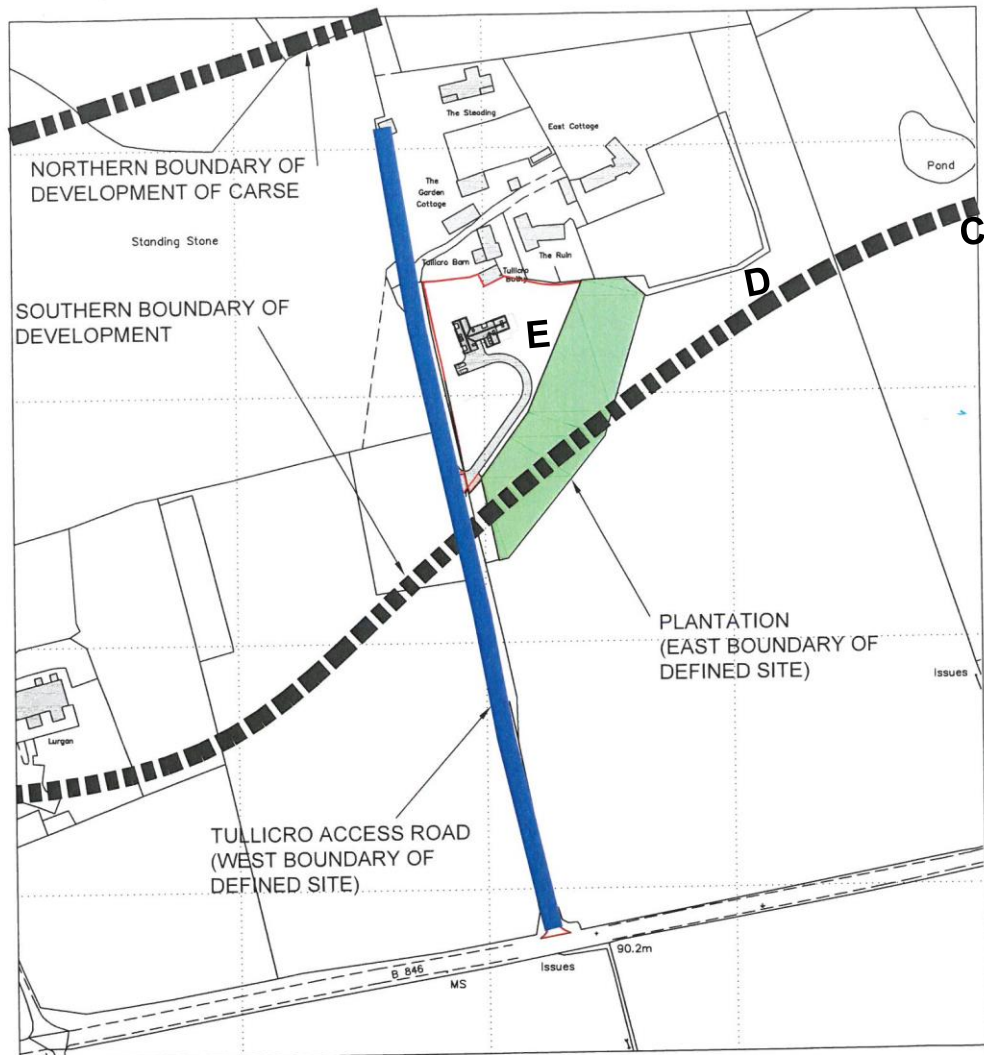 The Steading
East Cottage
NORTHERN BOUNDARY OF
DEVELOPMENT OF CARSE
The
Garden
Cottage
Pond
Standing Stone
C
Tullicro Barn
The Ruin
Tullicro
Bothy
D
SOUTHERN BOUNDARY OF
DEVELOPMENT
E
PLANTATION
(EAST BOUNDARY OF
DEFINED SITE)
Issues
Lurgan
TULLICRO ACCESS ROAD
(WEST BOUNDARY OF
DEFINED SITE)
90.2m
Issues
B 846
MS